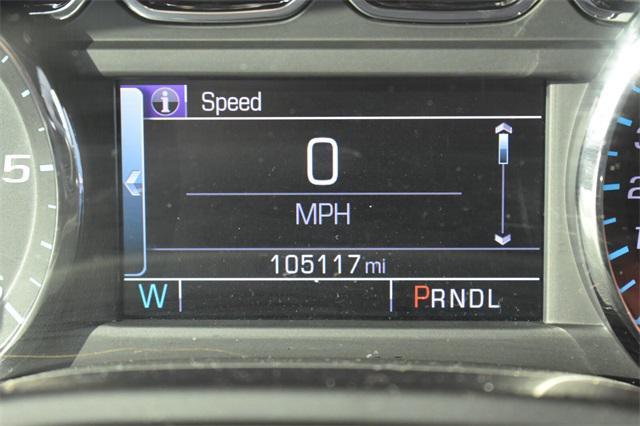 i Speed
0
MPH
105117 mi
W PRNDL
5